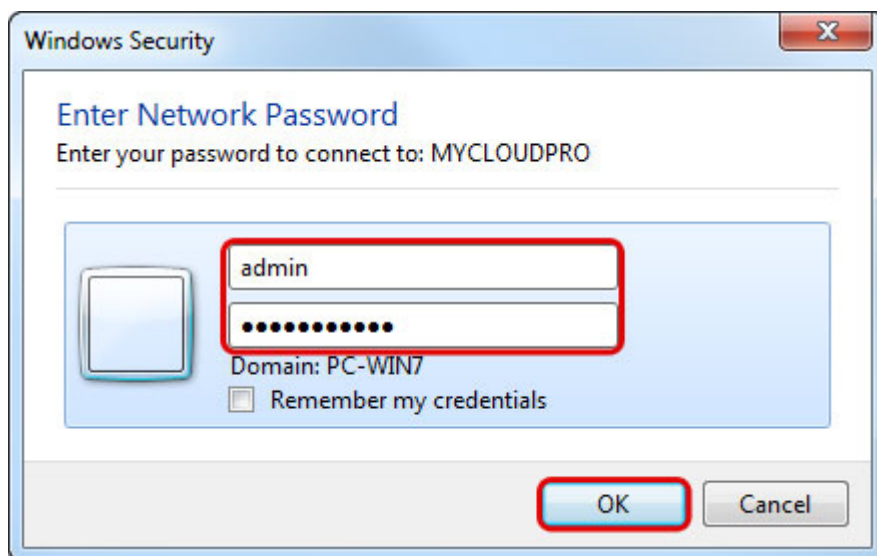 Windows Security
Enter Network Password
Enter your password to connect to: MYCLOUDPRO
admin
●●●●●●●●●●●
Domain: PC-WIN7
Remember my credentials
OK
Cancel